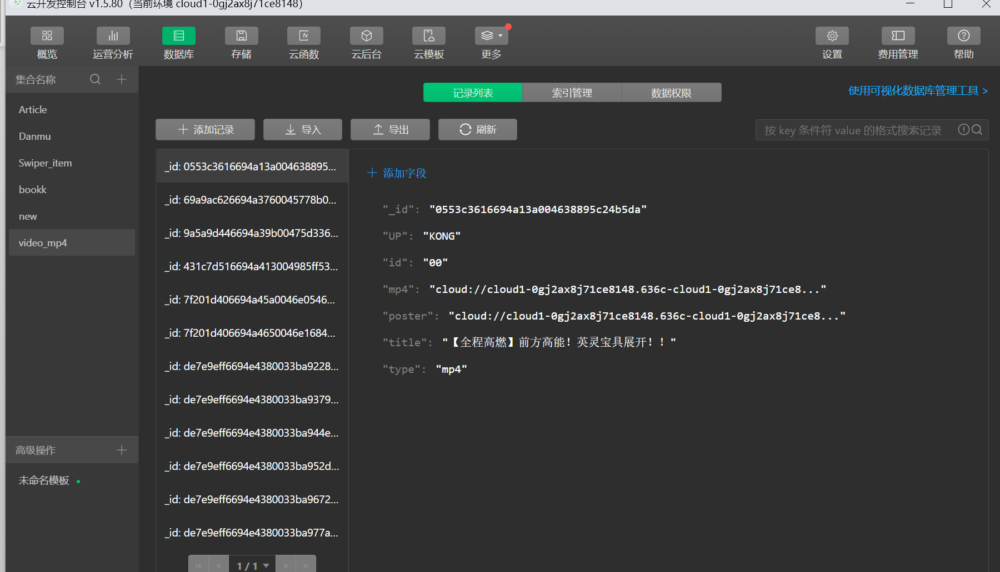 云开发控制台 v1.5.80（当前环境 cloud1-0gj2ax8j71ce8148）
概览 运营分析 数据库 存储 云函数 云后台 云模板 更多 设置 费用管理 帮助
集合名称
Article
Danmu
Swiper_item
bookk
new
video_mp4
高级操作
未命名模板
记录列表 索引管理 数据权限
使用可视化数据库管理工具 >
添加记录 导入 导出 刷新
按 key 条件符 value 的格式搜索记录
_id: 0553c3616694a13a004638895...
_id: 69a9ac626694a3760045778b0...
_id: 9a5a9d446694a39b00475d336...
_id: 431c7d516694a413004985ff53...
_id: 7f201d406694a45a0046e0546...
_id: 7f201d406694a4650046e1684...
_id: de7e9eff6694e4380033ba9228...
_id: de7e9eff6694e4380033ba9379...
_id: de7e9eff6694e4380033ba944e...
_id: de7e9eff6694e4380033ba952d...
_id: de7e9eff6694e4380033ba9672...
_id: de7e9eff6694e4380033ba977a...
1 / 1
添加字段
"_id": "0553c3616694a13a004638895c24b5da"
"UP": "KONG"
"id": "00"
"mp4": "cloud://cloud1-0gj2ax8j71ce8148.636c-cloud1-0gj2ax8j71ce8..."
"poster": "cloud://cloud1-0gj2ax8j71ce8148.636c-cloud1-0gj2ax8j71ce8..."
"title": "【全程高燃】前方高能！英灵宝具展开！！"
"type": "mp4"